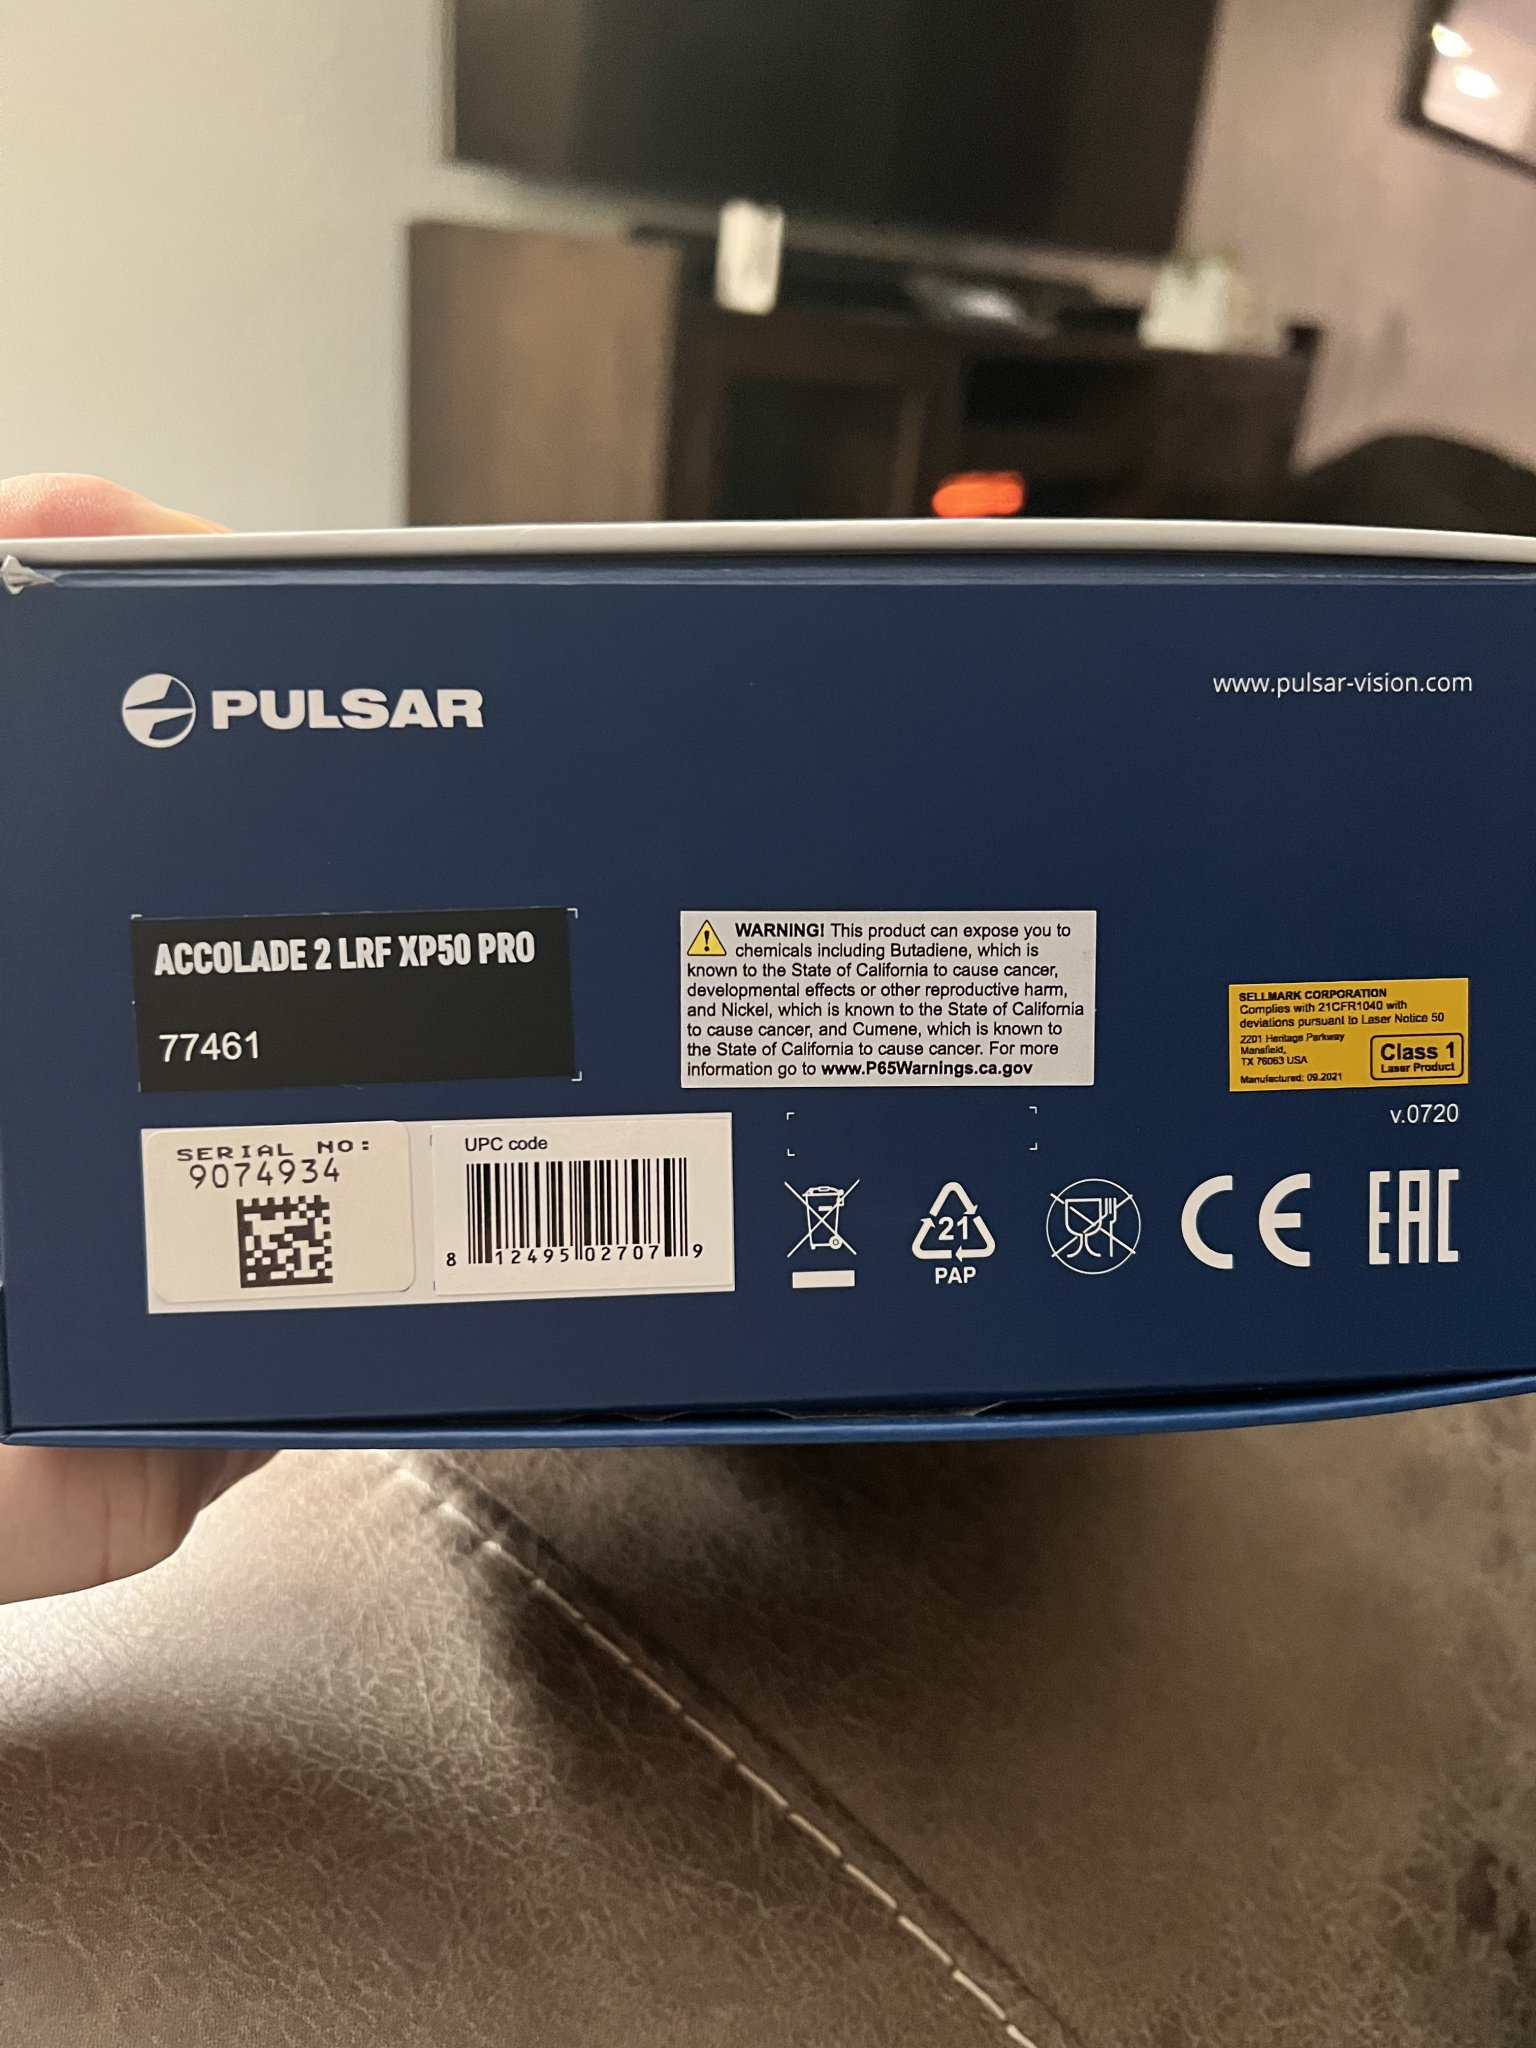 PULSAR
www.pulsar-vision.com
ACCOLADE 2 LRF XP50 PRO
77461
WARNING! This product can expose you to
chemicals including Butadiene, which is
known to the State of California to cause cancer,
developmental effects or other reproductive harm,
and Nickel, which is known to the State of California
to cause cancer, and Cumene, which is known to
the State of California to cause cancer. For more
information go to www.P65Warnings.ca.gov
SELLMARK CORPORATION
Complies with 21CFR1040 with
deviations pursuant to Laser Notice 50
2201 Heritage Parkway
Mansfield,
TX 76063 USA
Manufactured: 09.2021
Class 1
Laser Product
v.0720
SERIAL NO:
9074934
UPC code
8 12495 02707 9
21
PAP
CE
EAC